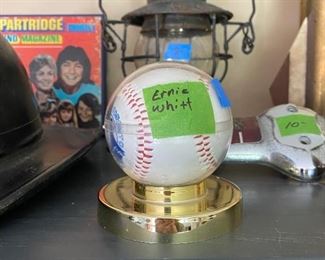 PARTRIDGE
AND MAGAZINE
Ernie
Whitt
10-